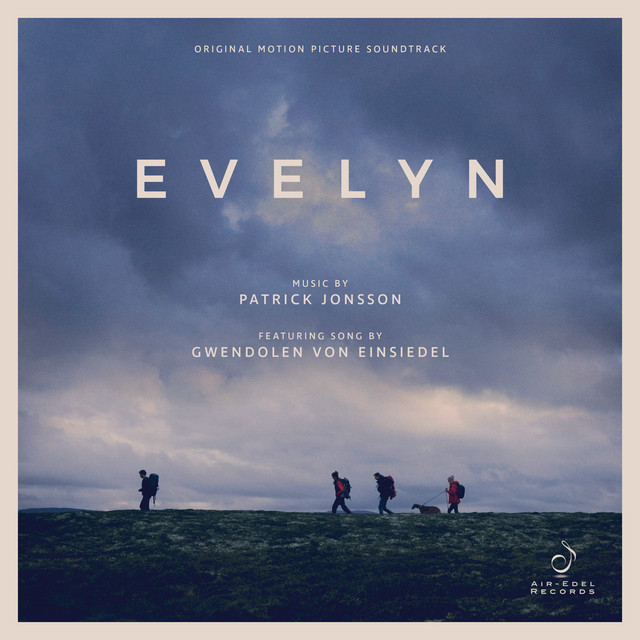 ORIGINAL MOTION PICTURE SOUNDTRACK
EVELYN
MUSIC BY
PATRICK JONSSON
FEATURING SONG BY
GWENDOLEN VON EINSIEDEL
AIR-EDEL
RECORDS